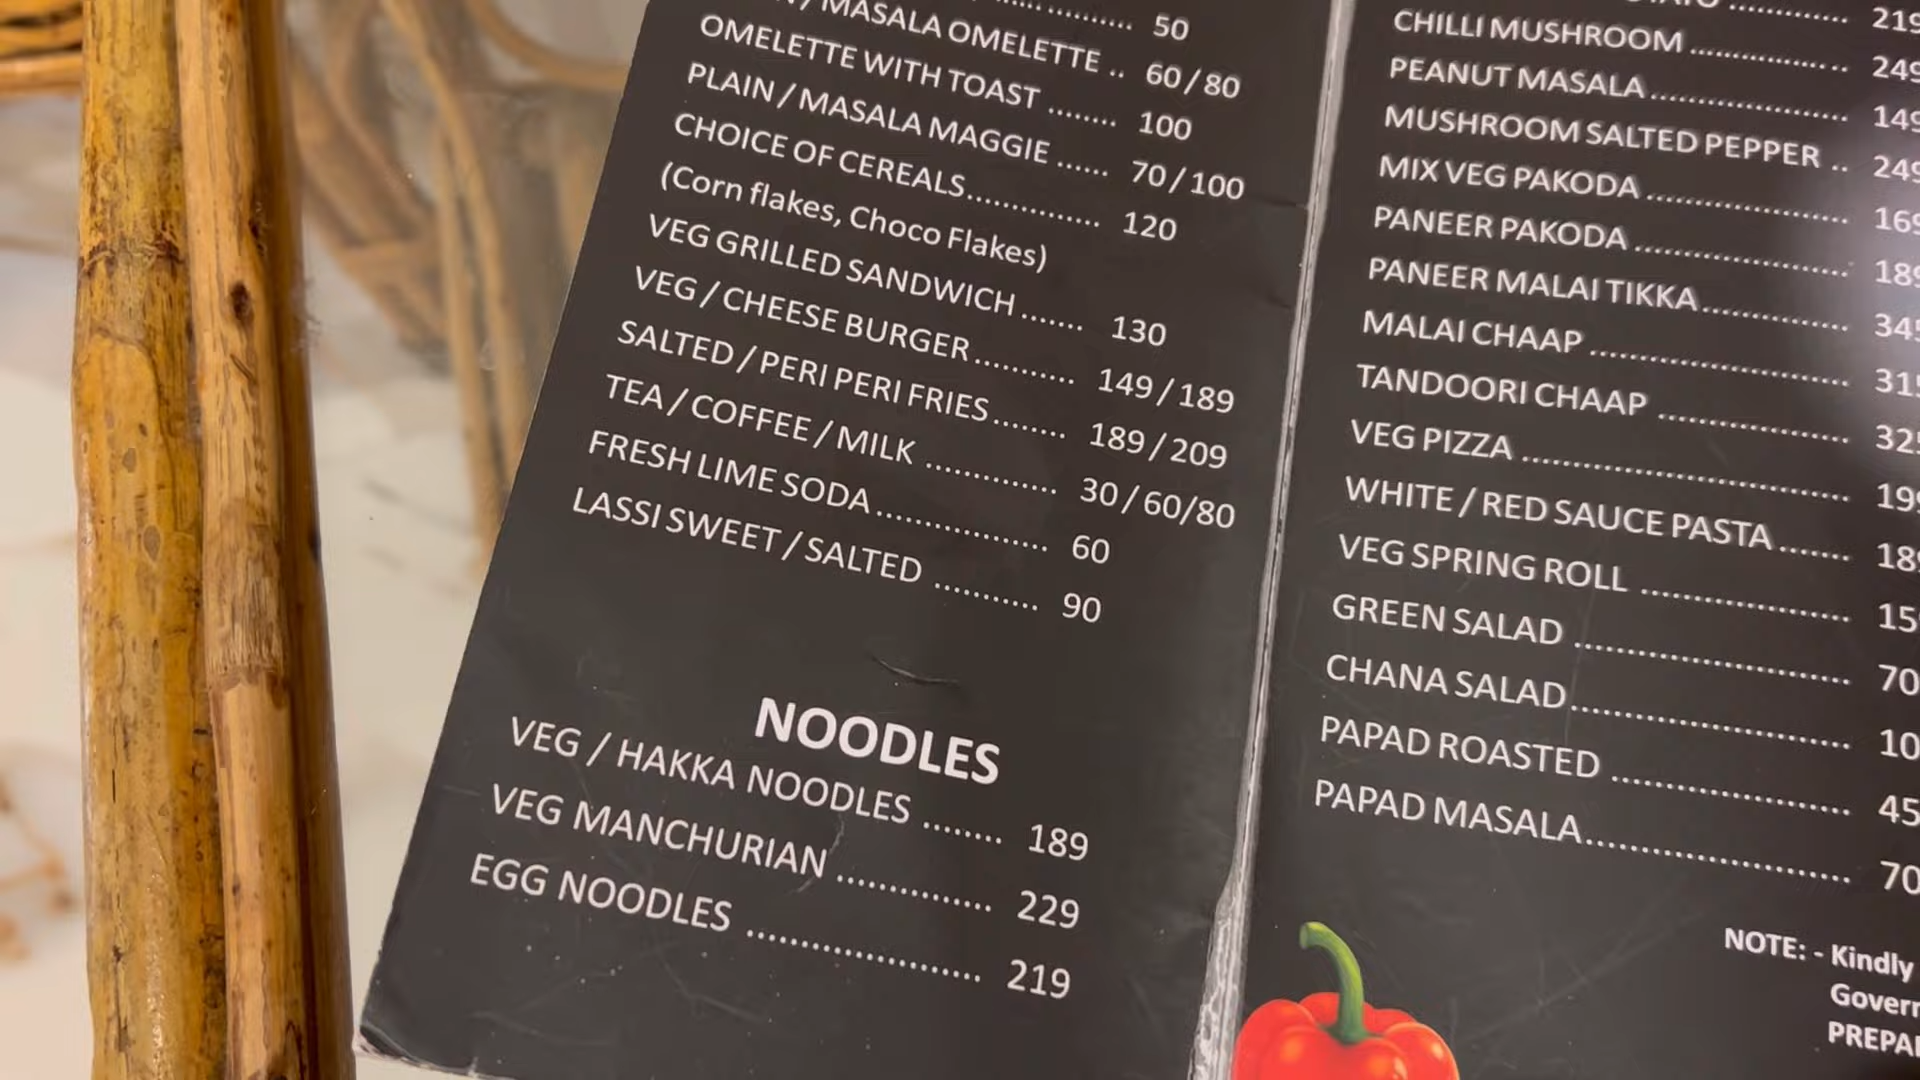 50
/ MASALA OMELETTE .. 60/80
OMELETTE WITH TOAST ........ 100
PLAIN / MASALA MAGGIE ...... 70/100
CHOICE OF CEREALS............... 120
(Corn flakes, Choco Flakes)
VEG GRILLED SANDWICH ....... 130
VEG / CHEESE BURGER............ 149/189
SALTED / PERI PERI FRIES......... 189/209
TEA / COFFEE / MILK ............... 30/60/80
FRESH LIME SODA.................... 60
LASSI SWEET / SALTED ............ 90
NOODLES
VEG / HAKKA NOODLES ........ 189
VEG MANCHURIAN ............... 229
EGG NOODLES ....................... 219
CHILLI MUSHROOM ..................
PEANUT MASALA.......................
MUSHROOM SALTED PEPPER ..
MIX VEG PAKODA .......................
PANEER PAKODA ........................
PANEER MALAI TIKKA.................
MALAI CHAAP .............................
TANDOORI CHAAP .....................
VEG PIZZA ....................................
WHITE / RED SAUCE PASTA.......
VEG SPRING ROLL .......................
GREEN SALAD .............................. 70
CHANA SALAD..............................
PAPAD ROASTED ......................... 45
PAPAD MASALA............................ 70
NOTE: - Kindly